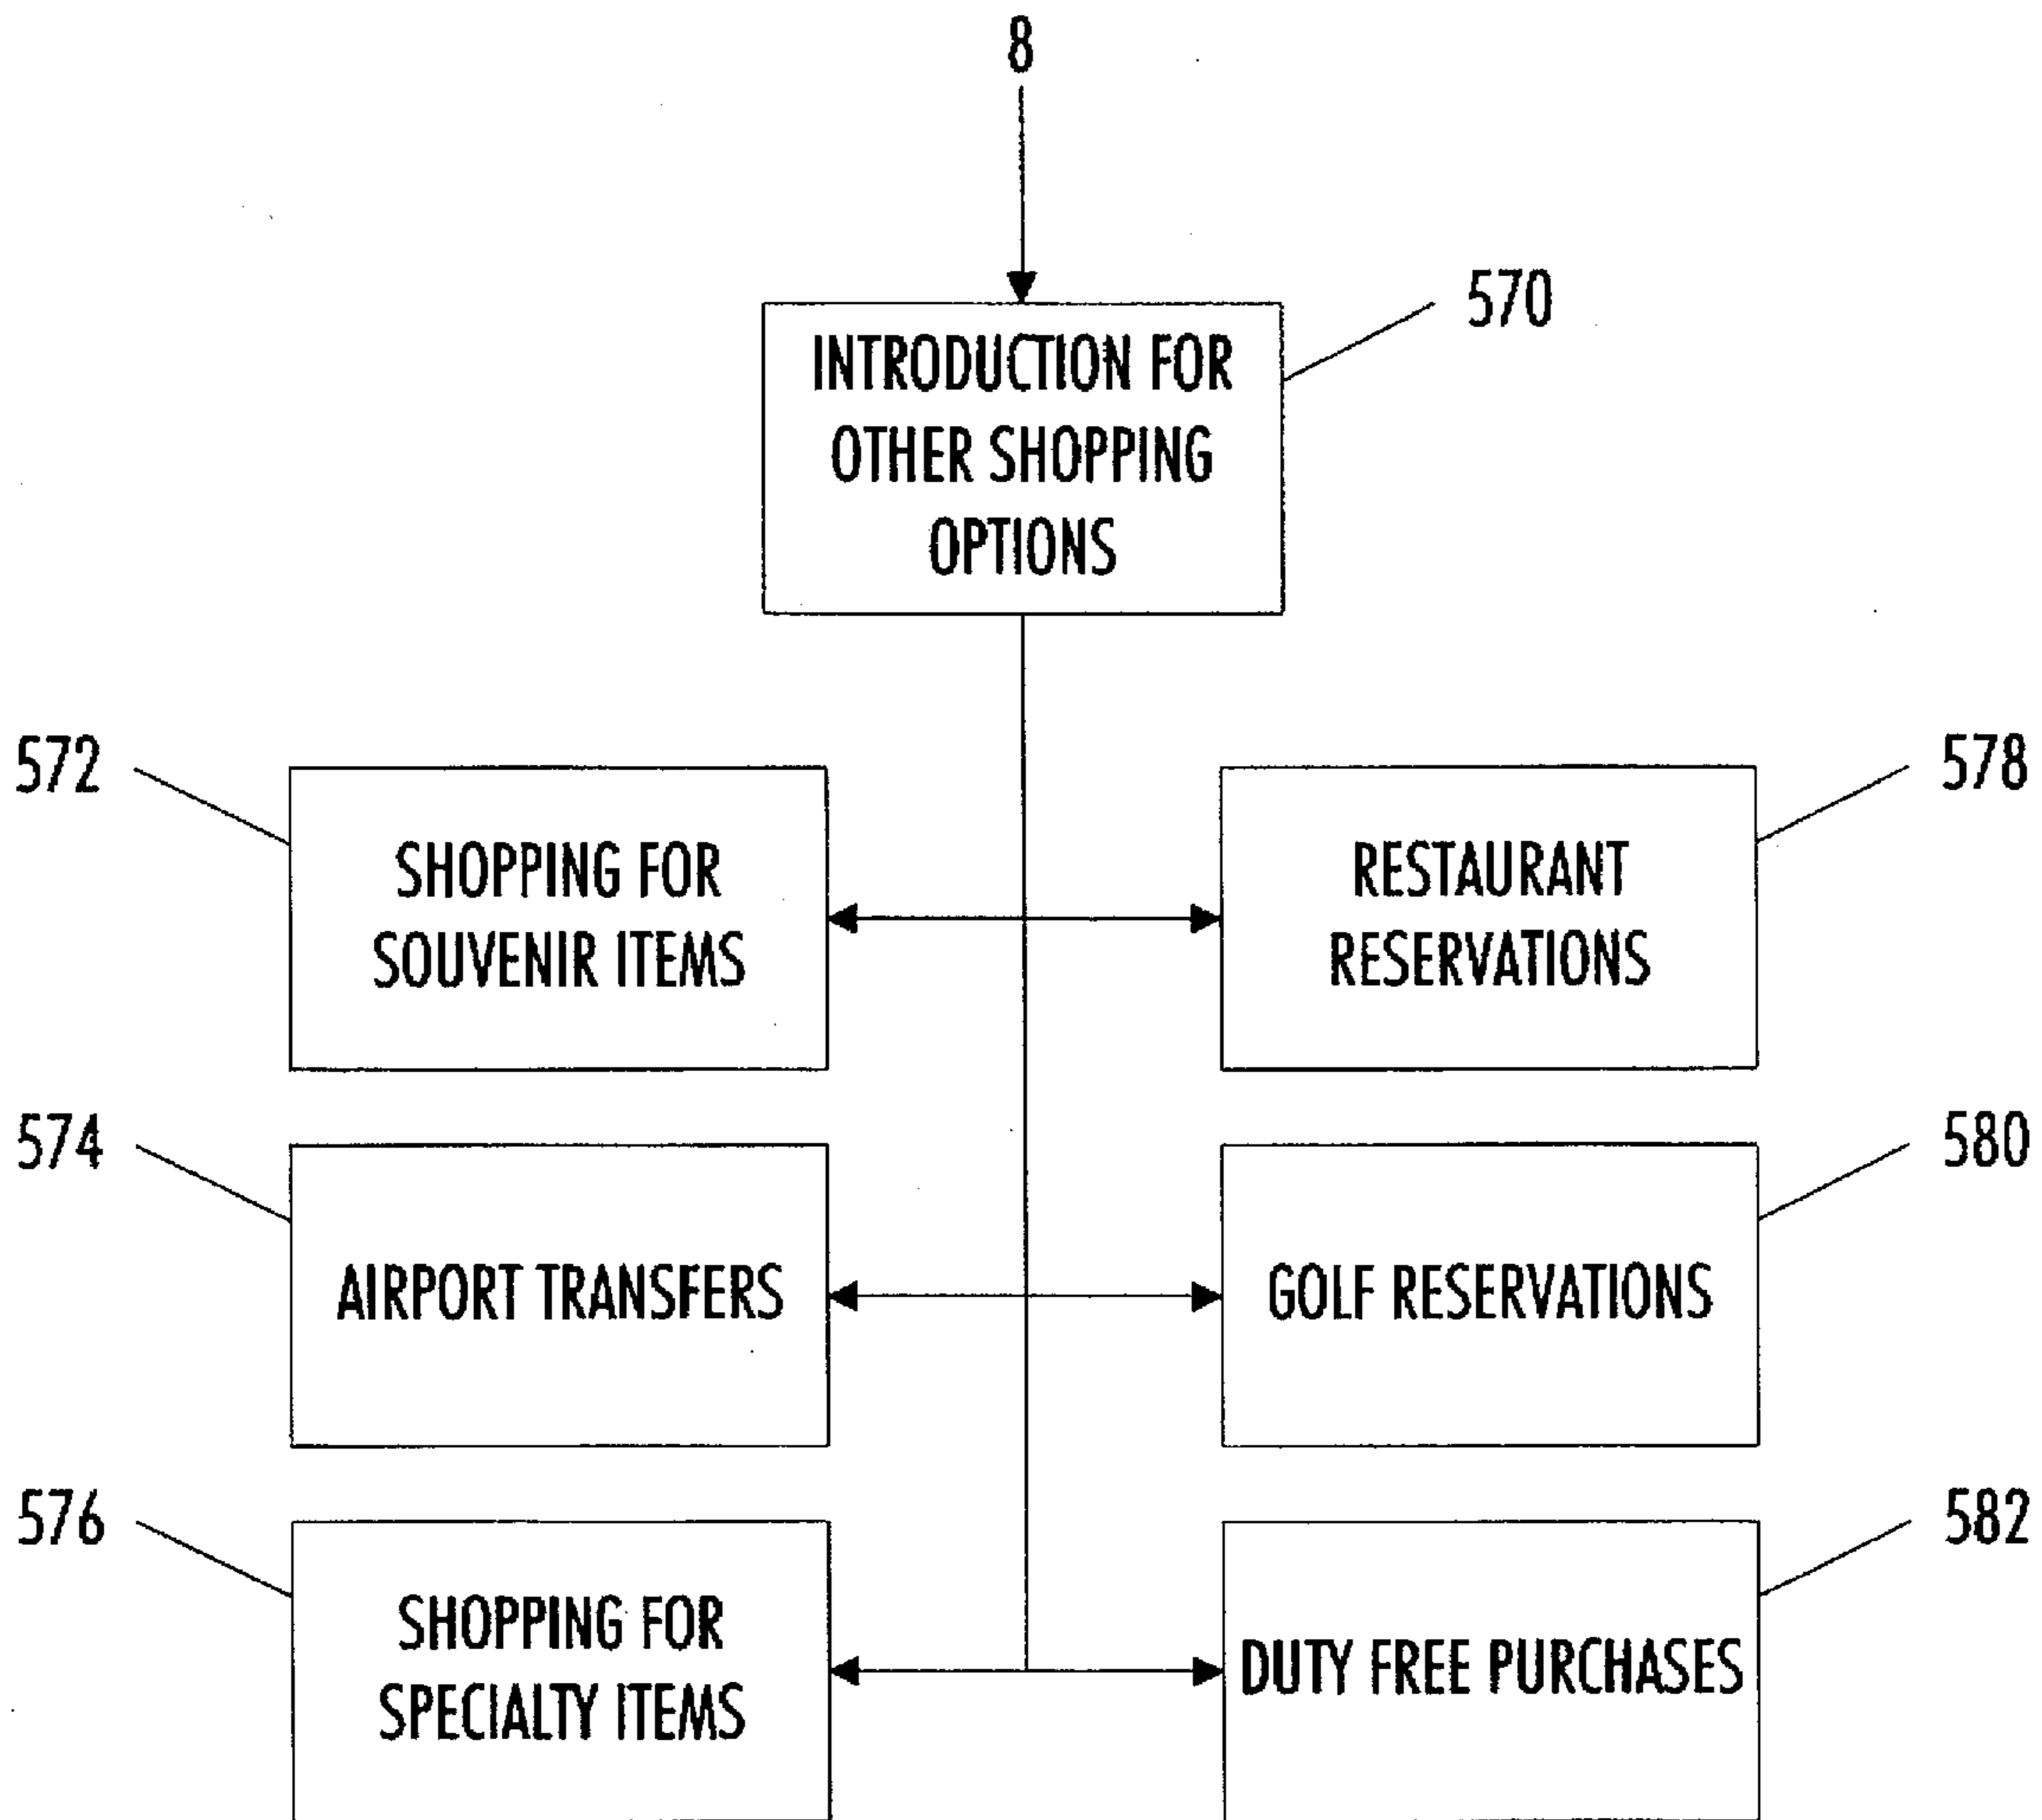 8
570
INTRODUCTION FOR
OTHER SHOPPING
OPTIONS
572
SHOPPING FOR
SOUVENIR ITEMS
578
RESTAURANT
RESERVATIONS
574
AIRPORT TRANSFERS
580
GOLF RESERVATIONS
576
SHOPPING FOR
SPECIALTY ITEMS
582
DUTY FREE PURCHASES